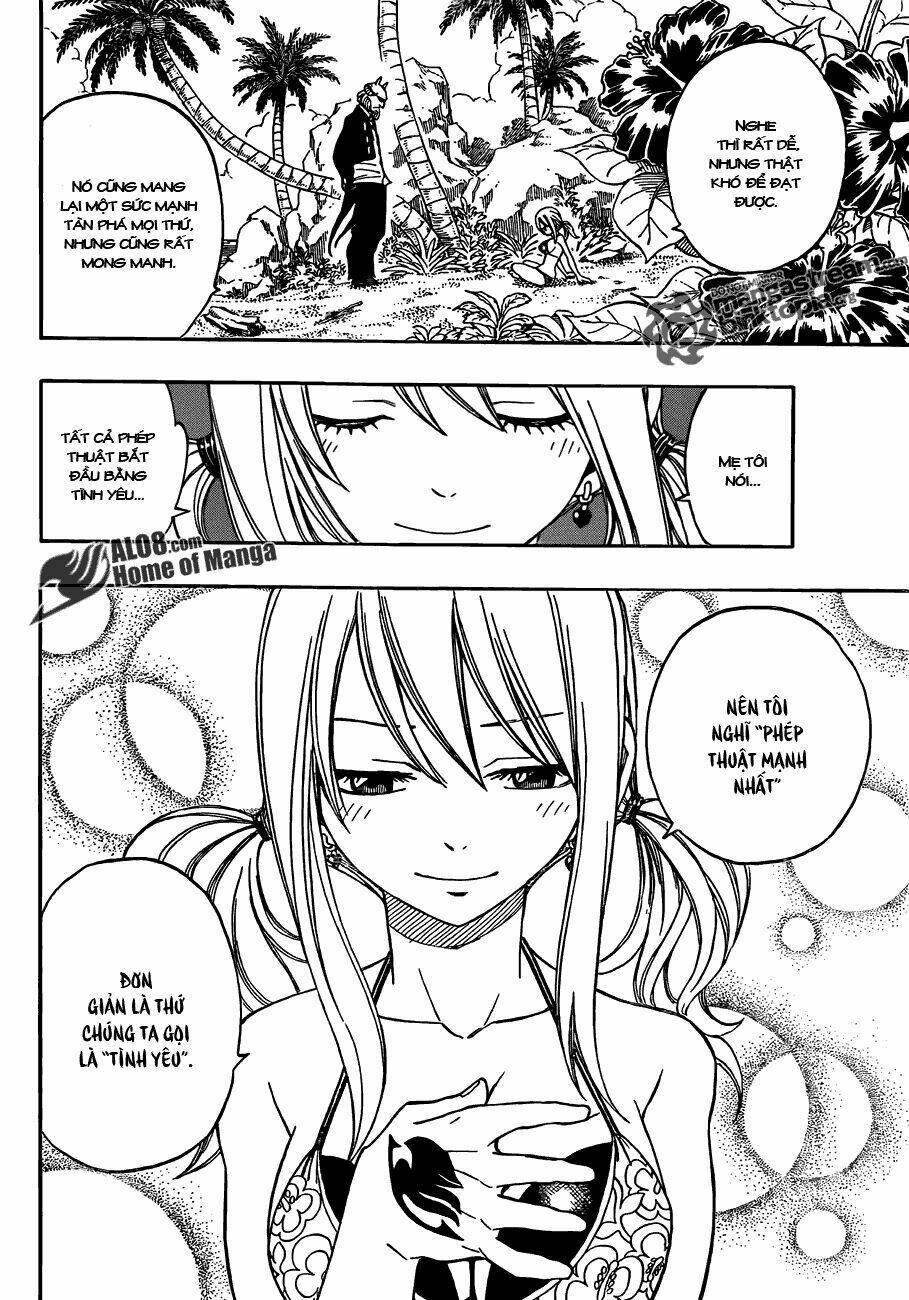 NGHE
THÌ RẤT DỄ,
NHƯNG THẬT
KHÓ ĐỂ ĐẠT
ĐƯỢC.
NÓ CŨNG MANG
LẠI MỘT SỨC MẠNH
TÀN PHÁ MỌI THỨ,
NHƯNG CŨNG RẤT
MONG MANH.
mangastream.com
MẸ TÔI
NÓI...
TẤT CẢ PHÉP
THUẬT BẮT
ĐẦU BẰNG
TÌNH YÊU...
AL08.com
Home of Manga
NÊN TÔI
NGHĨ "PHÉP
THUẬT MẠNH
NHẤT"
ĐƠN
GIẢN LÀ THỨ
CHÚNG TA GỌI
LÀ "TÌNH YÊU".